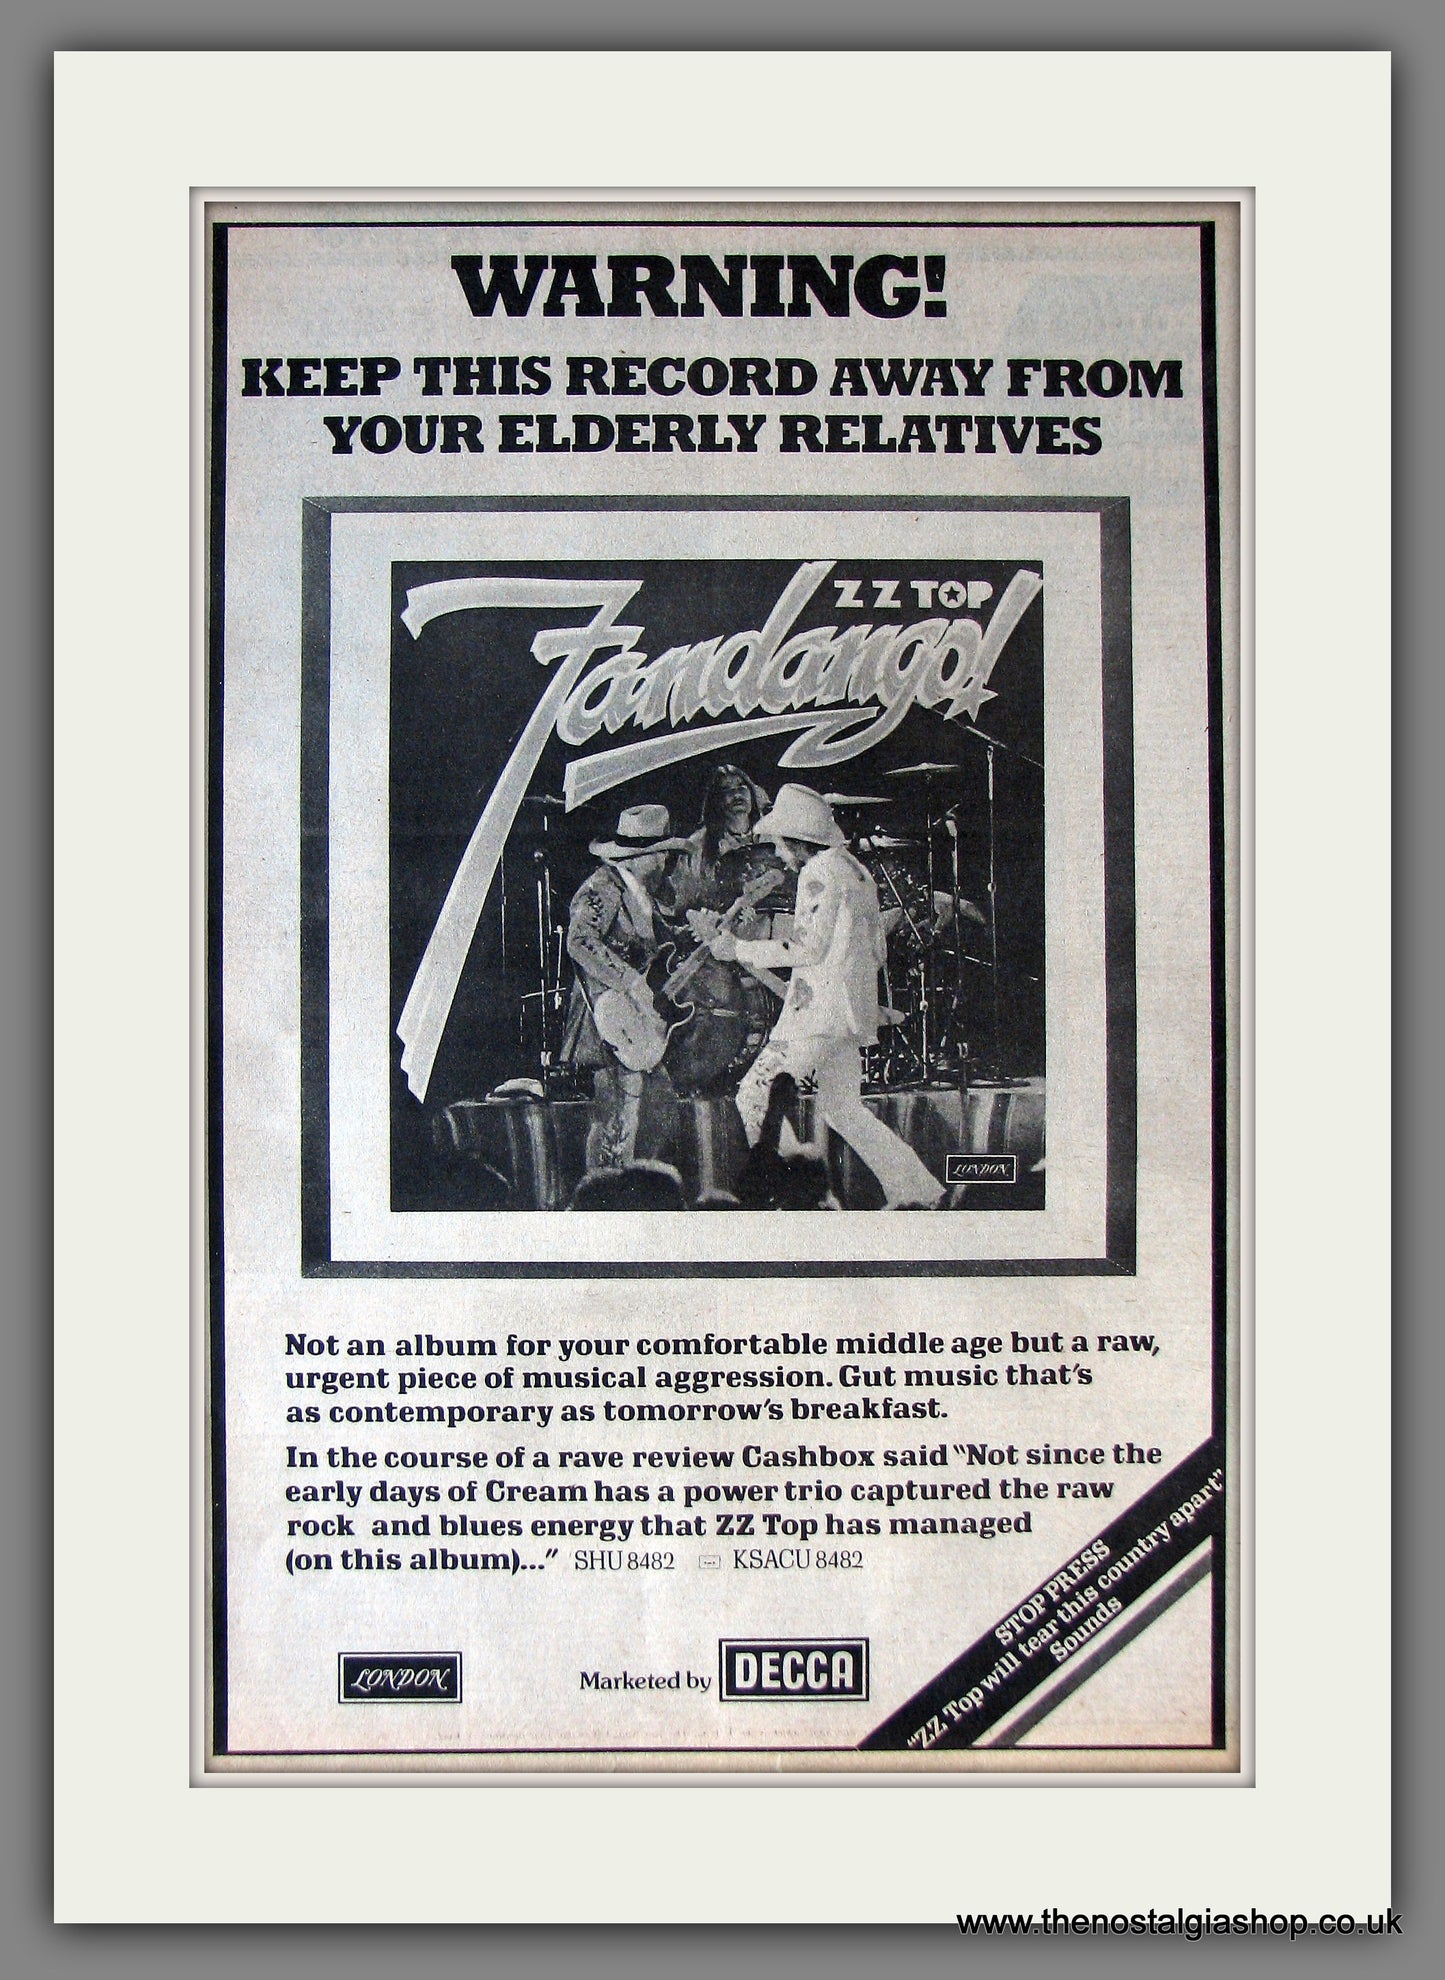 WARNING!
KEEP THIS RECORD AWAY FROM
YOUR ELDERLY RELATIVES
ZZ TOP
Fandango!
LONDON
Not an album for your comfortable middle age but a raw,
urgent piece of musical aggression. Gut music that's
as contemporary as tomorrow's breakfast.
In the course of a rave review Cashbox said "Not since the
early days of Cream has a power trio captured the raw
rock and blues energy that ZZ Top has managed
(on this album)..." SHU 8482 KSACU 8482
STOP PRESS
"ZZ Top will tear this country apart"
Sounds
LONDON
Marketed by DECCA
www.thenostalgiashop.co.uk